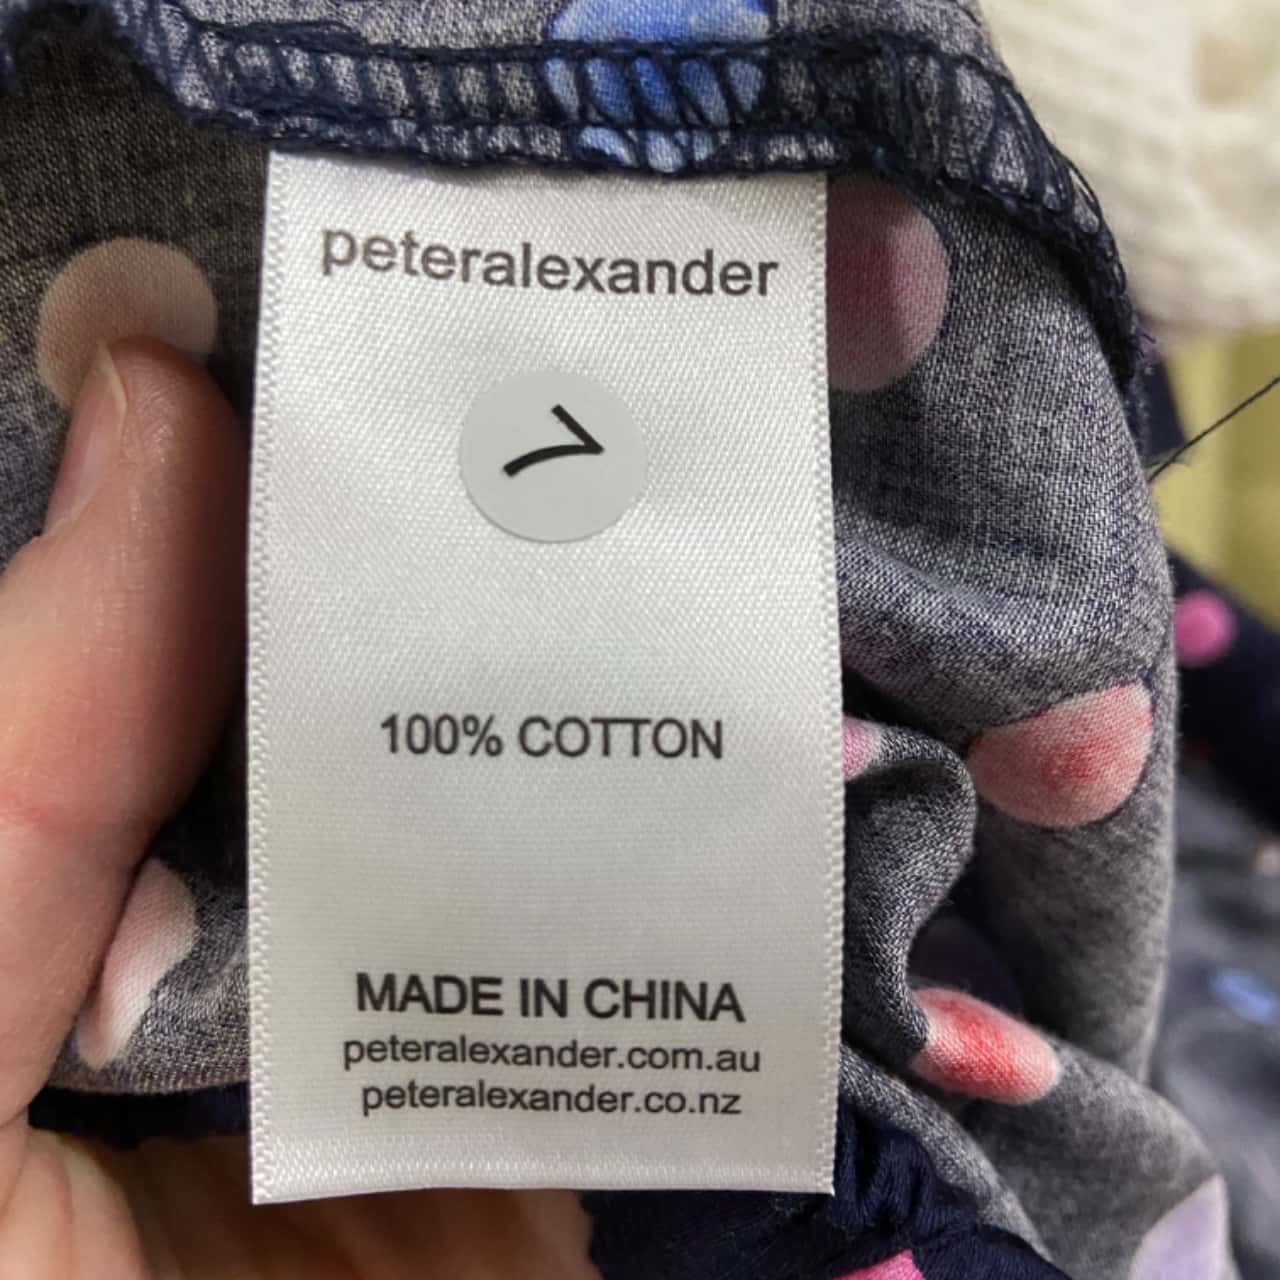 peteralexander
7
100% COTTON
MADE IN CHINA
peteralexander.com.au
peteralexander.co.nz